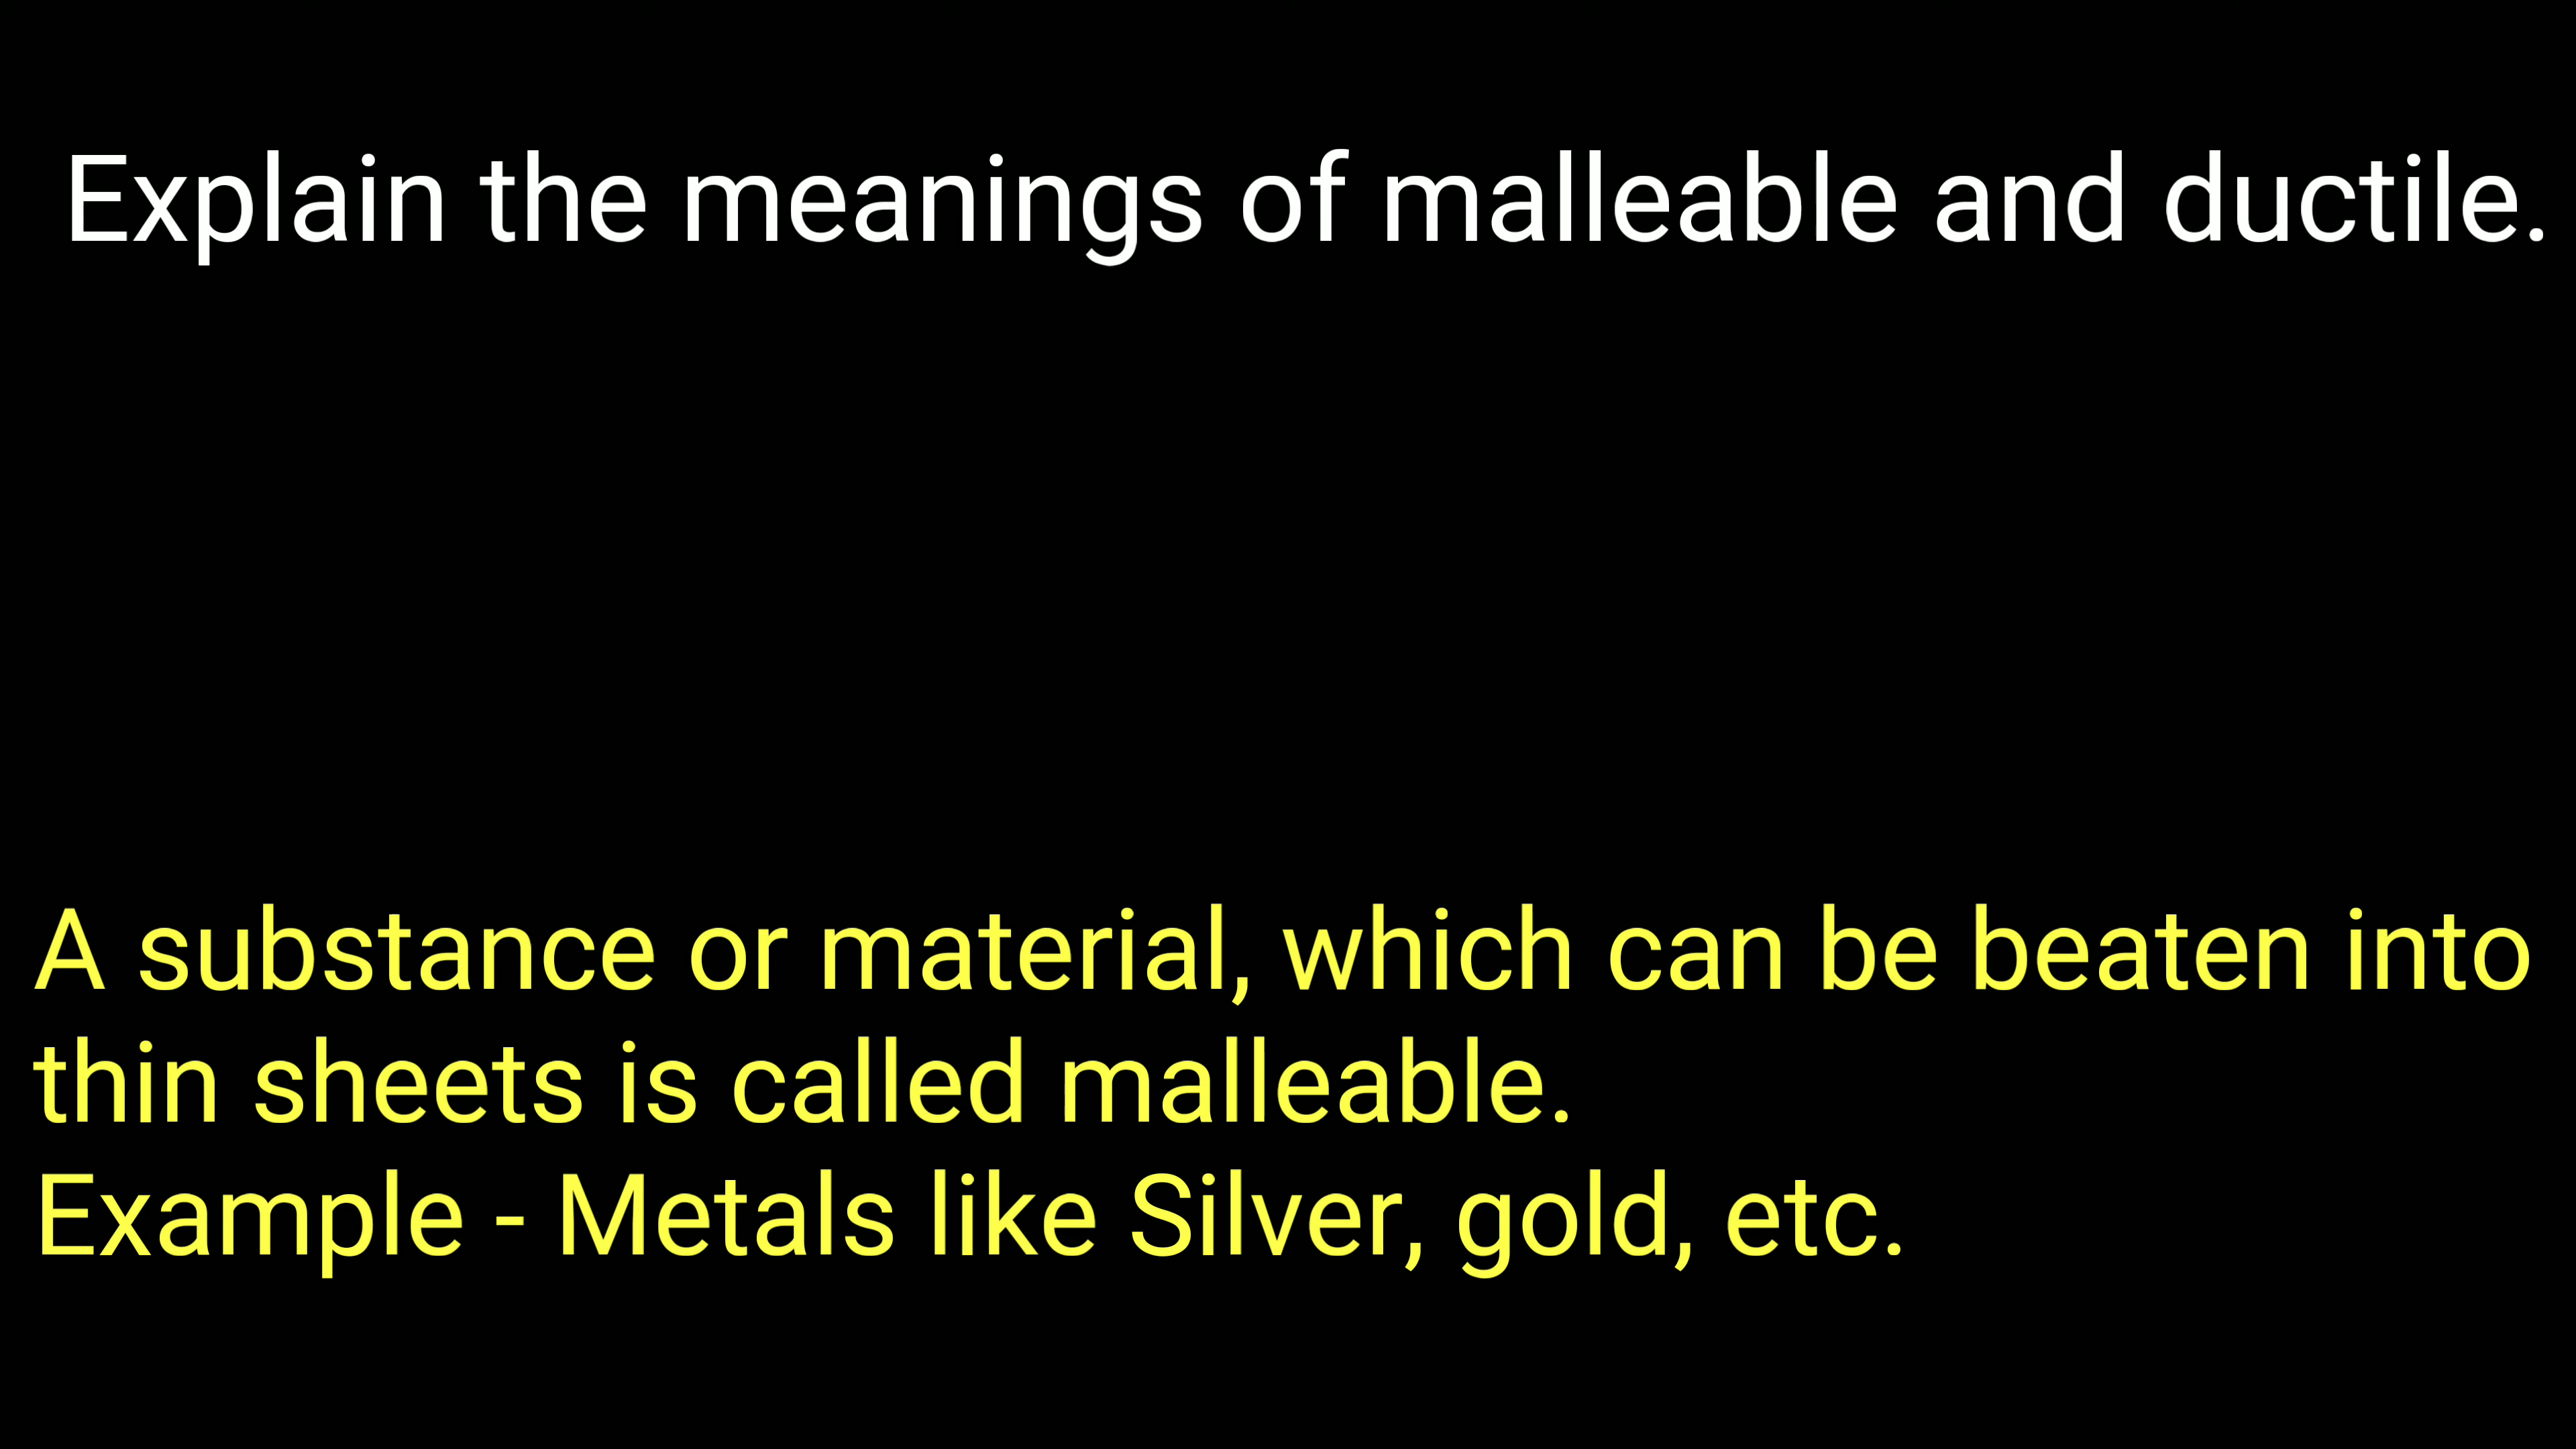 Explain the meanings of malleable and ductile.
A substance or material, which can be beaten into
thin sheets is called malleable.
Example - Metals like Silver, gold, etc.